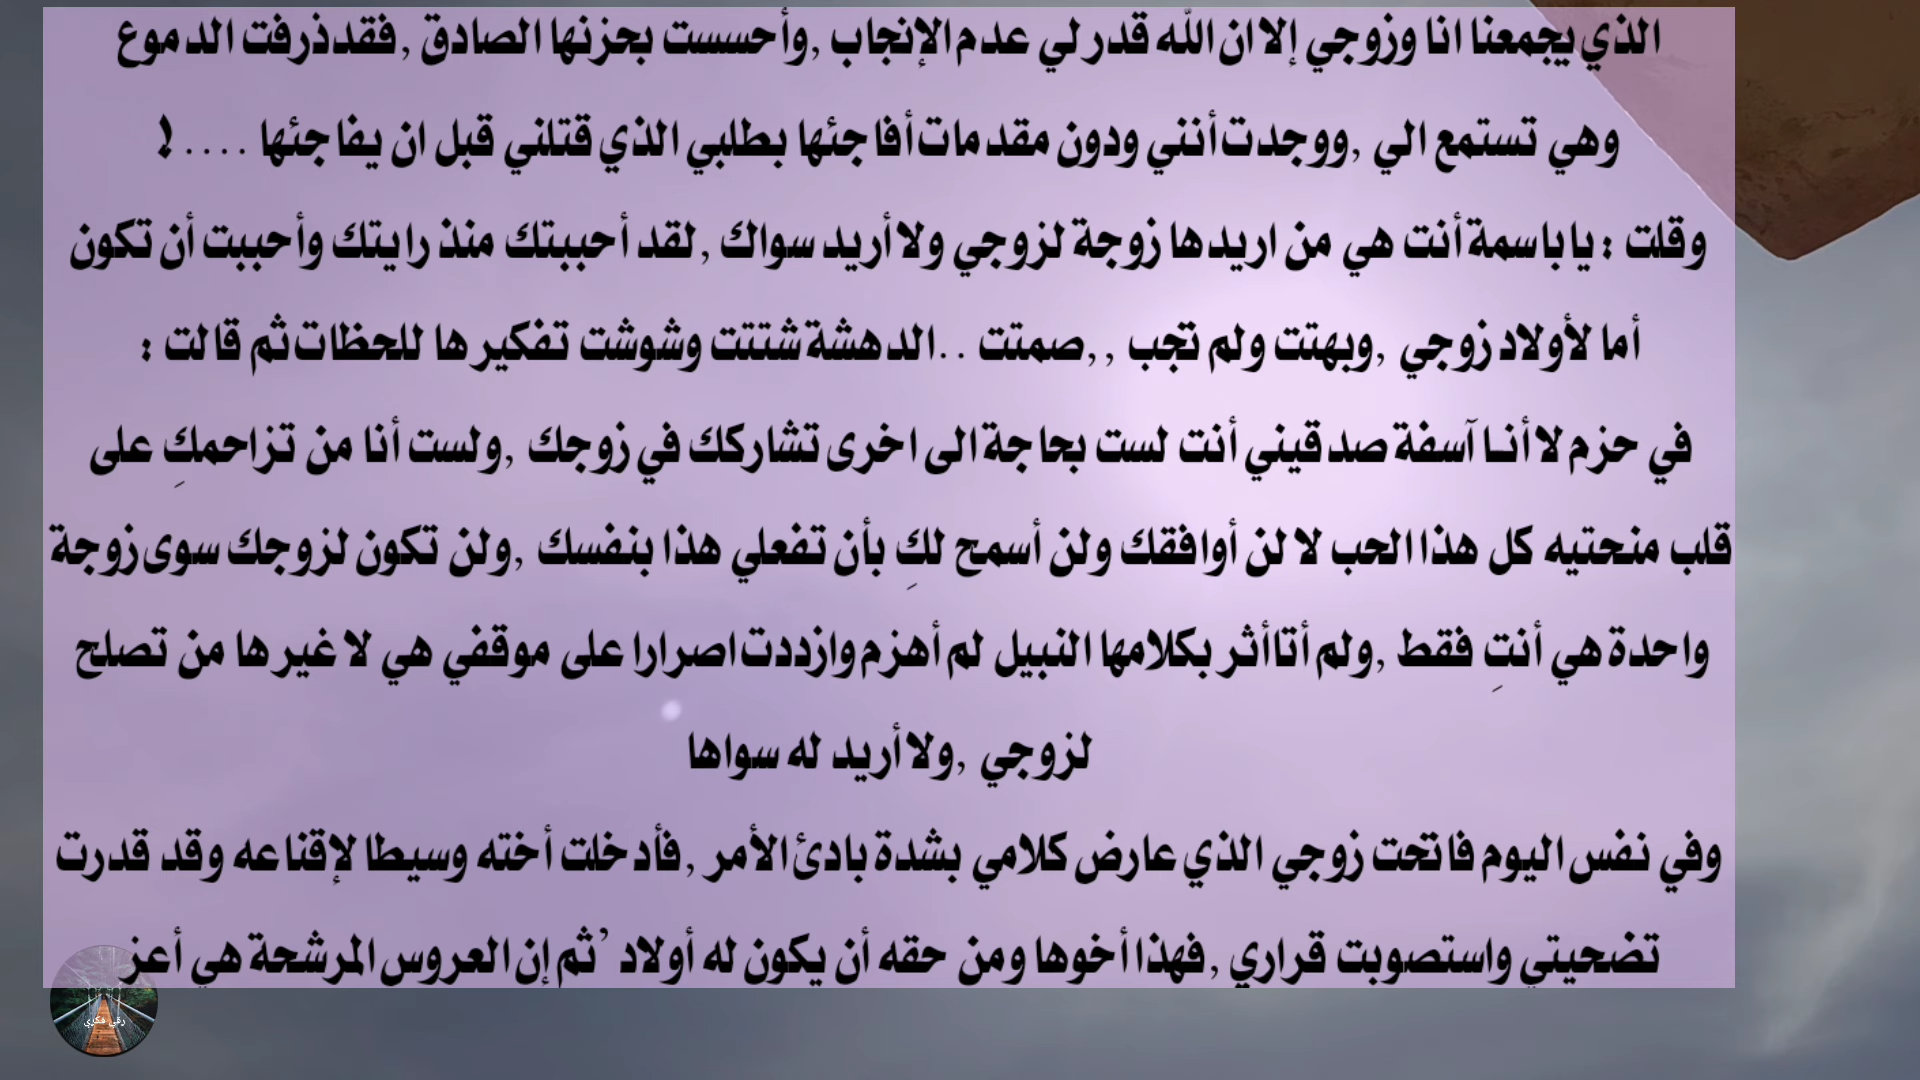 الذي يجمعنا انا وزوجي إلا ان الله قدر لي عدم الإنجاب ,وأحسست بحزنها الصادق ,فقد ذرفت الدموع
وهي تستمع الي ,ووجدت أنني ودون مقدمات أفاجئها بطلبي الذي قتلني قبل ان يفاجئها ....!
وقلت : يا باسمة أنت هي من اريدها زوجة لزوجي ولا أريد سواك ,لقد أحببتك منذ رايتك وأحببت أن تكون
أما لأولاد زوجي ,وبهتت ولم تجب ,,صمتت ..الدهشة شتتت وشوشت تفكيرها للحظات ثم قالت :
في حزم لا أنا آسفة صدقيني أنت لست بحاجة الى اخرى تشاركك في زوجك ,ولست أنا من تزاحمكِ على
قلب منحتيه كل هذا الحب لا لن أوافقك ولن أسمح لكِ بأن تفعلي هذا بنفسك ,ولن تكون لزوجك سوى زوجة
واحدة هي أنتِ فقط ,ولم أتاأثر بكلامها النبيل لم أهزم وازددت اصرارا على موقفي هي لا غيرها من تصلح
لزوجي ,ولا أريد له سواها
وفي نفس اليوم فاتحت زوجي الذي عارض كلامي بشدة بادئ الأمر ,فأدخلت أخته وسيطا لإقناعه وقد قدرت
تضحيتي واستصوبت قراري ,فهذا أخوها ومن حقه أن يكون له أولاد ’ثم إن العروس المرشحة هي أعز
رقي فكري